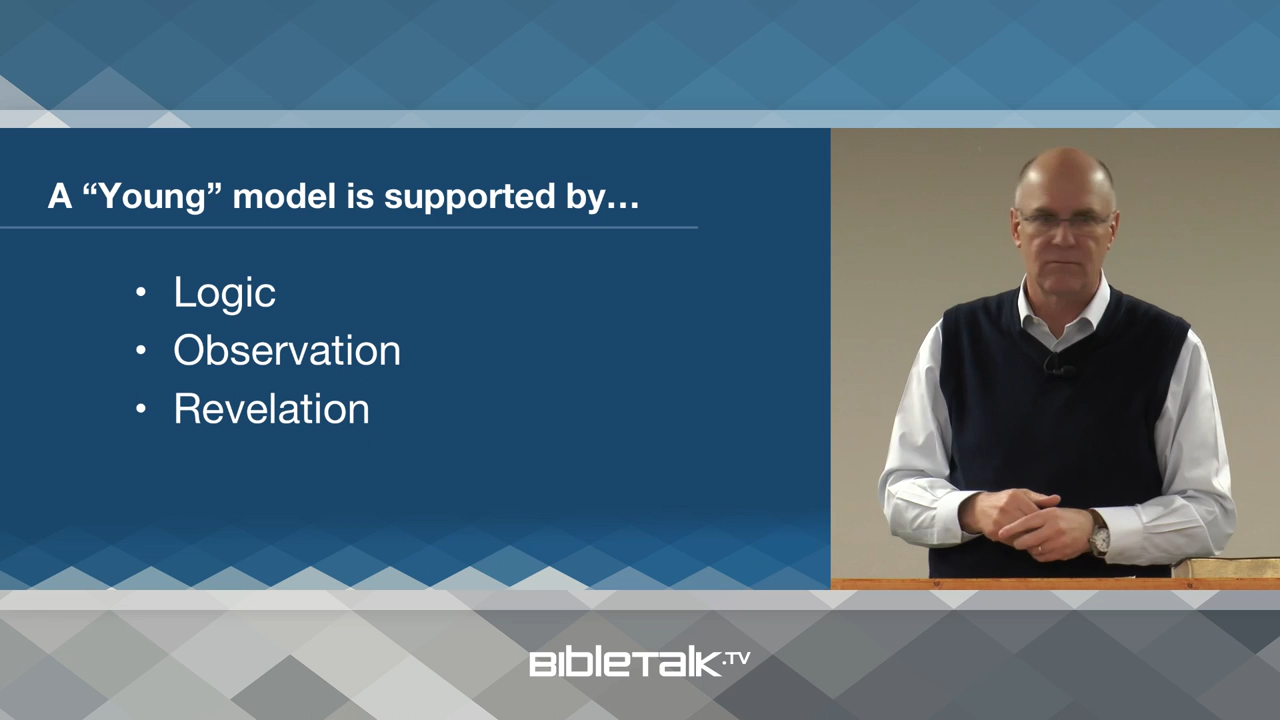 A “Young” model is supported by…
• Logic
• Observation
• Revelation
BIBLETALK.TV